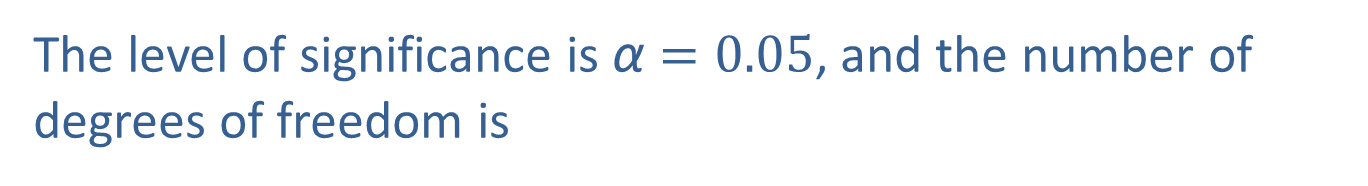 The level of significance is α = 0.05, and the number of
degrees of freedom is